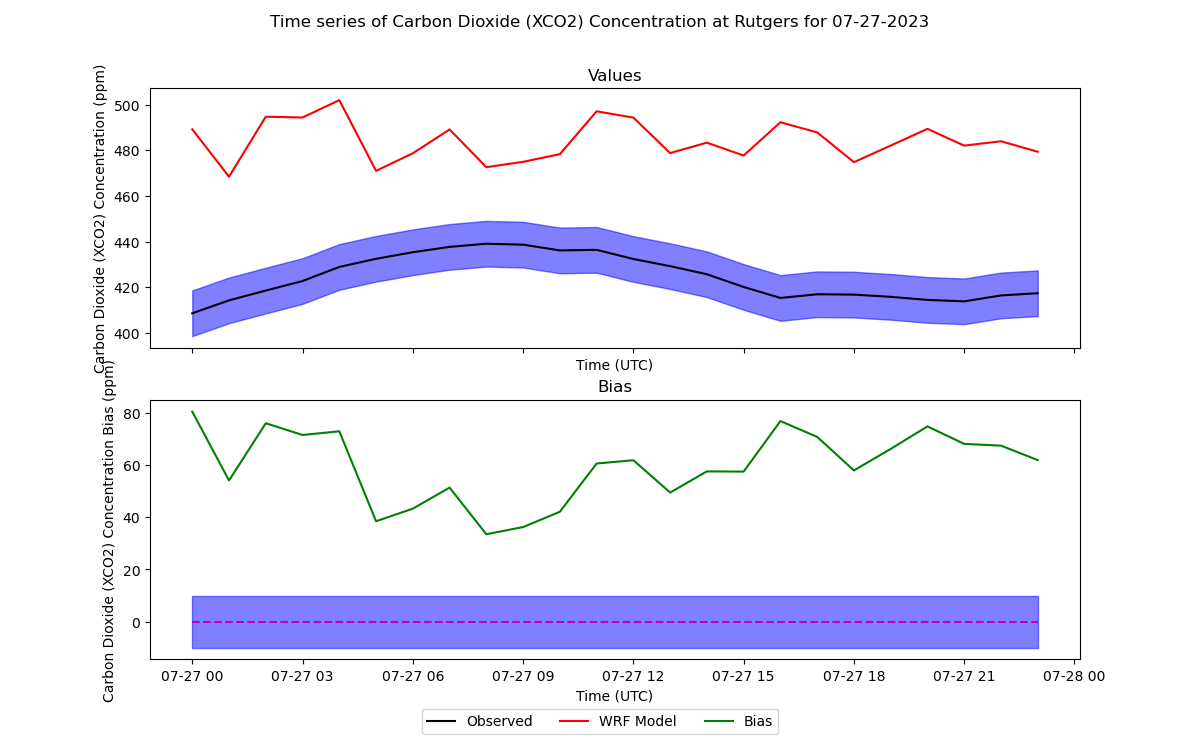 Time series of Carbon Dioxide (XCO2) Concentration at Rutgers for 07-27-2023
Values
Carbon Dioxide (XCO2) Concentration (ppm)
500
480
460
440
420
400
Time (UTC)
Bias
Carbon Dioxide (XCO2) Concentration Bias (ppm)
80
60
40
20
0
07-27 00 07-27 03 07-27 06 07-27 09 07-27 12 07-27 15 07-27 18 07-27 21 07-28 00
Time (UTC)
Observed WRF Model Bias